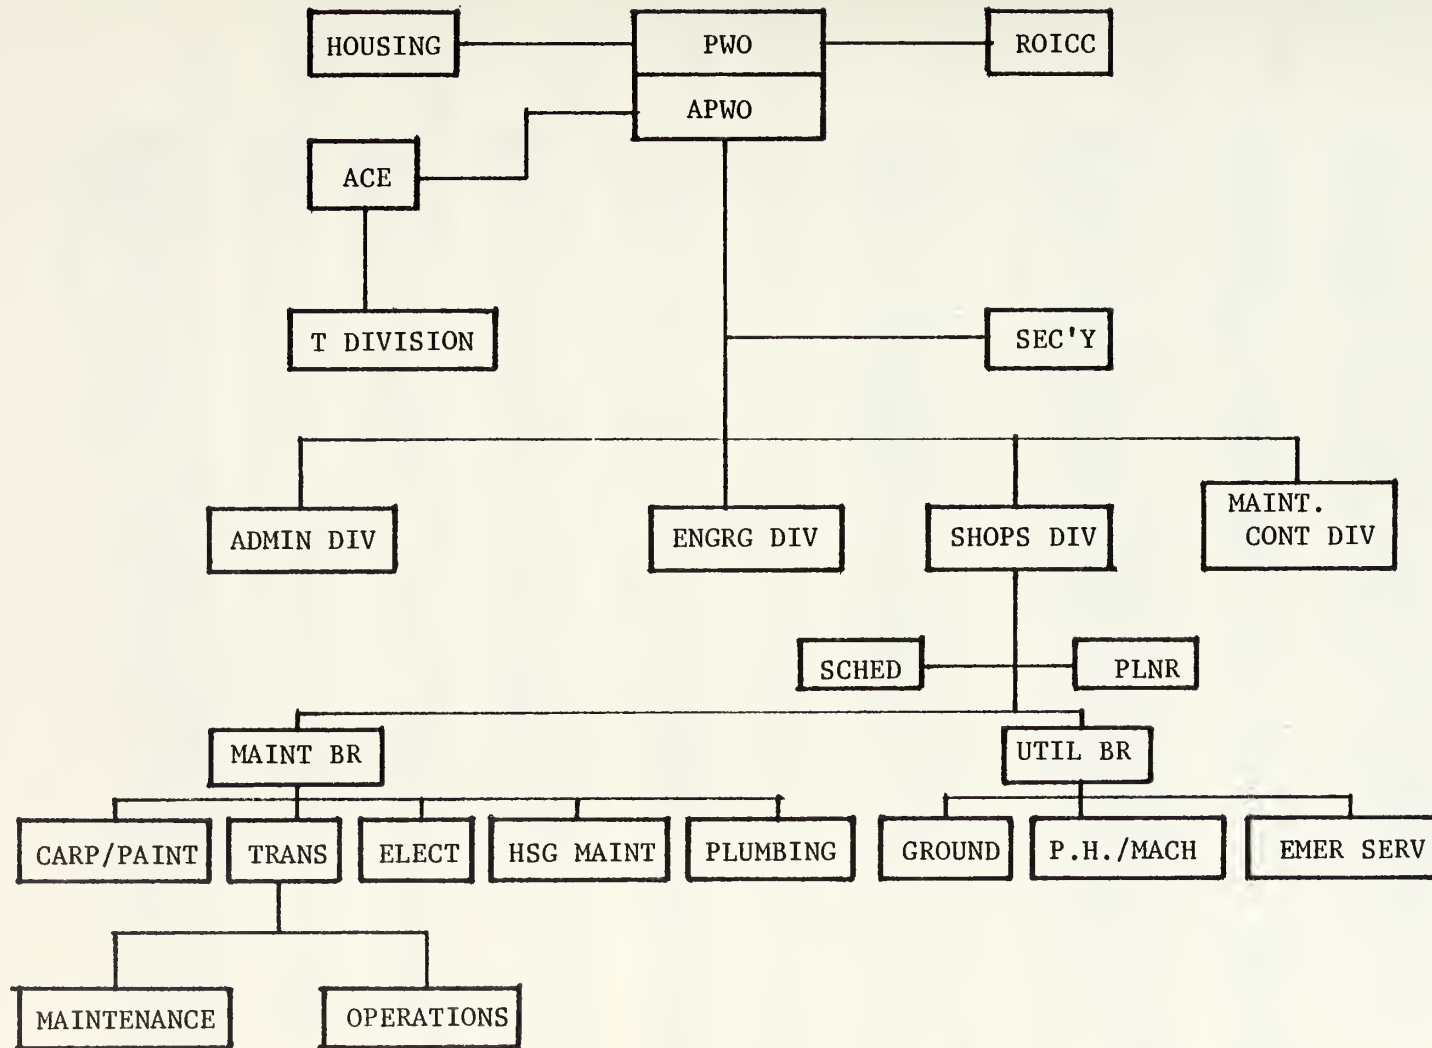 HOUSING
PWO
ROICC
APWO
ACE
T DIVISION
SEC'Y
ADMIN DIV
ENGRG DIV
SHOPS DIV
MAINT.
CONT DIV
SCHED
PLNR
MAINT BR
UTIL BR
CARP/PAINT
TRANS
ELECT
HSG MAINT
PLUMBING
GROUND
P.H./MACH
EMER SERV
MAINTENANCE
OPERATIONS